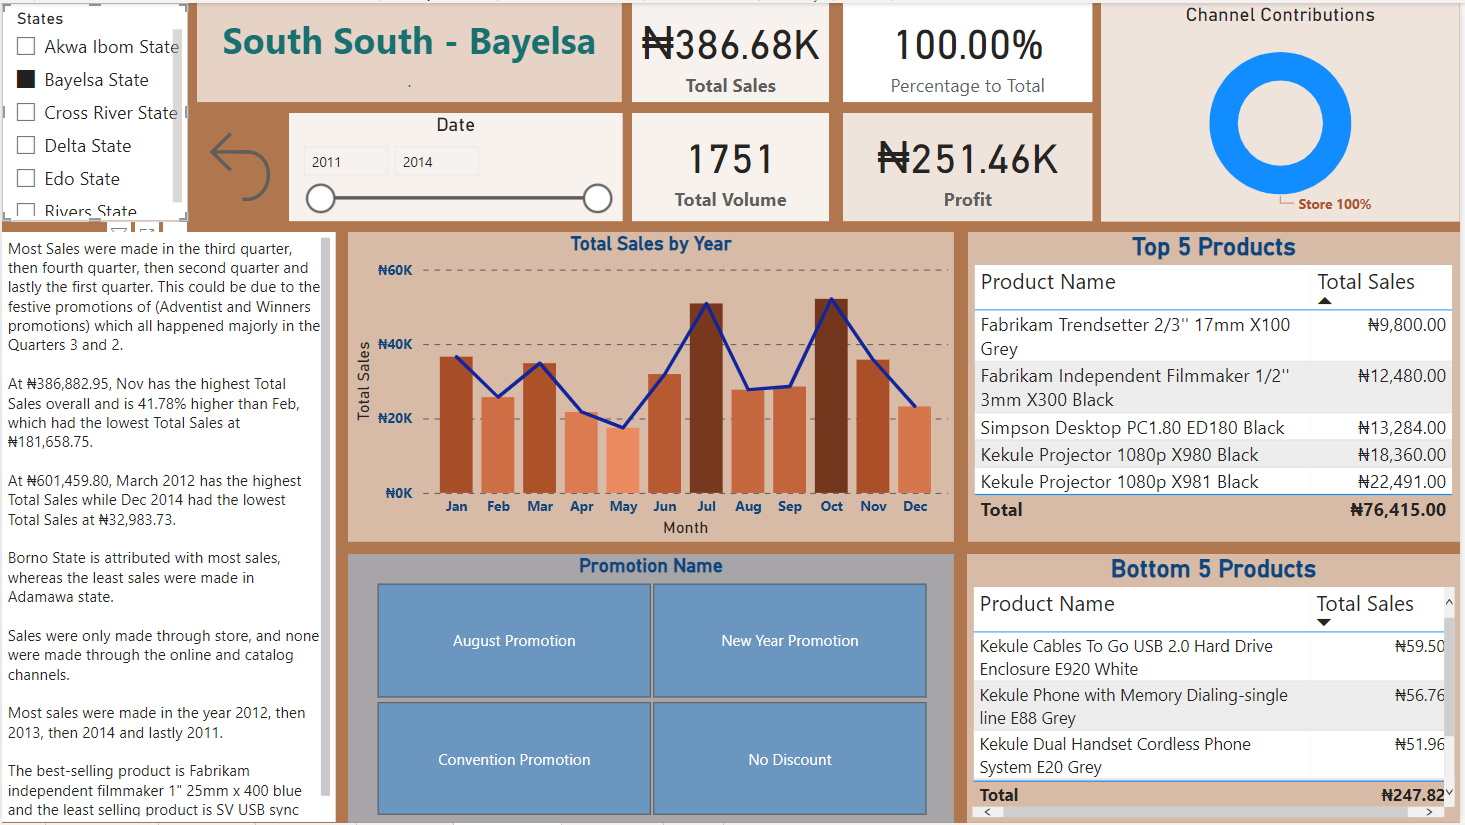 States
Akwa Ibom State
Bayelsa State
Cross River State
Delta State
Edo State
Rivers State
South South - Bayelsa
.
Date
2011
2014
₦386.68K
Total Sales
100.00%
Percentage to Total
1751
Total Volume
₦251.46K
Profit
Channel Contributions
Store 100%
Most Sales were made in the third quarter,
then fourth quarter, then second quarter and
lastly the first quarter. This could be due to the
festive promotions of (Adventist and Winners
promotions) which all happened majorly in the
Quarters 3 and 2.
At ₦386,882.95, Nov has the highest Total
Sales overall and is 41.78% higher than Feb,
which had the lowest Total Sales at
₦181,658.75.
At ₦601,459.80, March 2012 has the highest
Total Sales while Dec 2014 had the lowest
Total Sales at ₦32,983.73.
Borno State is attributed with most sales,
whereas the least sales were made in
Adamawa state.
Sales were only made through store, and none
were made through the online and catalog
channels.
Most sales were made in the year 2012, then
2013, then 2014 and lastly 2011.
The best-selling product is Fabrikam
independent filmmaker 1" 25mm x 400 blue
and the least selling product is SV USB sync
Total Sales by Year
Total Sales
₦60K
₦40K
₦20K
₦0K
Jan Feb Mar Apr May Jun Jul Aug Sep Oct Nov Dec
Month
Promotion Name
August Promotion
New Year Promotion
Convention Promotion
No Discount
Top 5 Products
Product Name Total Sales
Fabrikam Trendsetter 2/3'' 17mm X100 ₦9,800.00
Grey
Fabrikam Independent Filmmaker 1/2'' ₦12,480.00
3mm X300 Black
Simpson Desktop PC1.80 ED180 Black ₦13,284.00
Kekule Projector 1080p X980 Black ₦18,360.00
Kekule Projector 1080p X981 Black ₦22,491.00
Total ₦76,415.00
Bottom 5 Products
Product Name Total Sales
Kekule Cables To Go USB 2.0 Hard Drive ₦59.50
Enclosure E920 White
Kekule Phone with Memory Dialing-single ₦56.76
line E88 Grey
Kekule Dual Handset Cordless Phone ₦51.96
System E20 Grey
Total ₦247.82